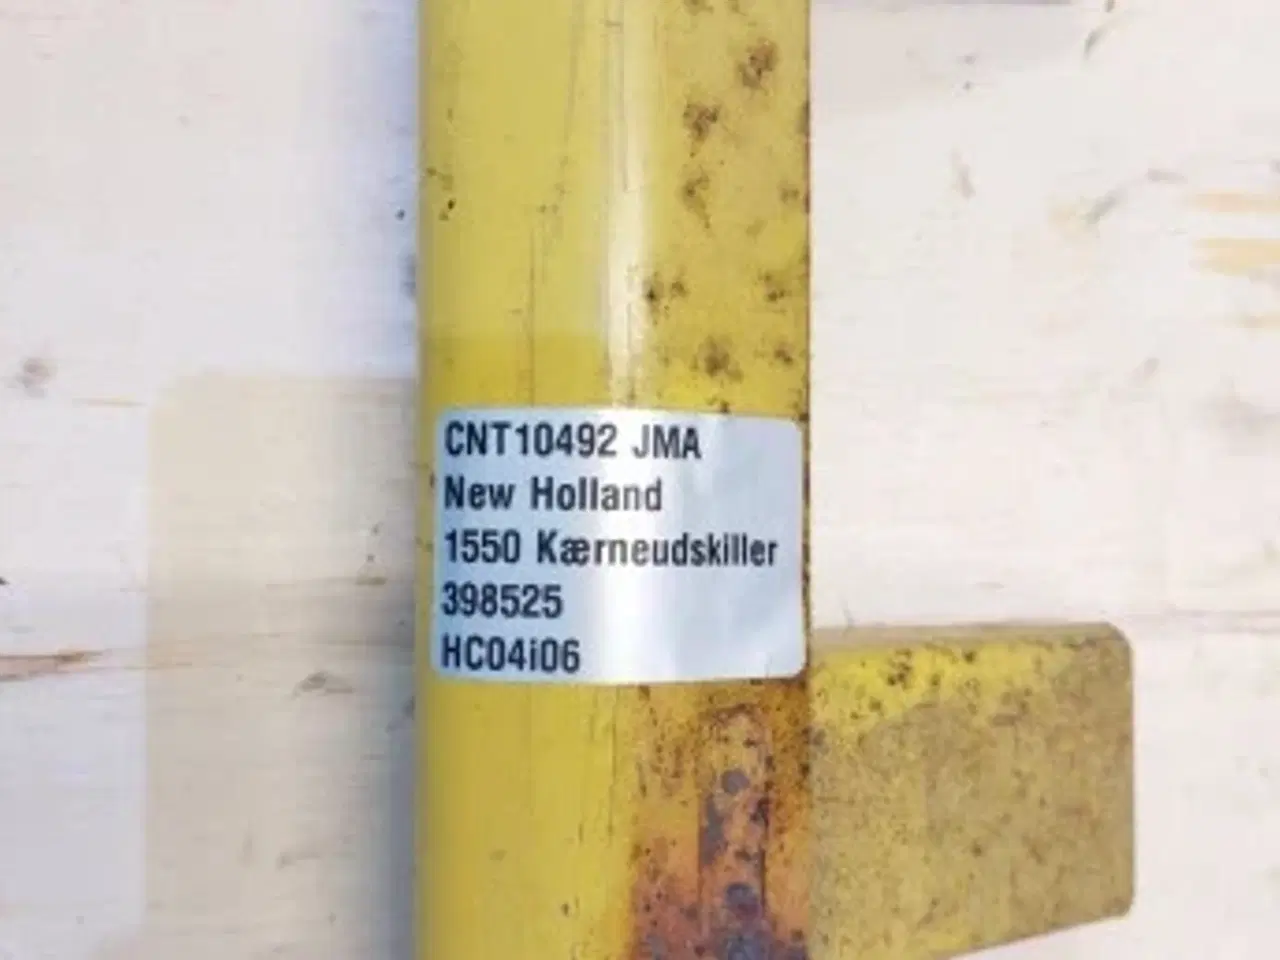 CNT10492 JMA
New Holland
1550 Kærneudskiller
398525
HC04i06